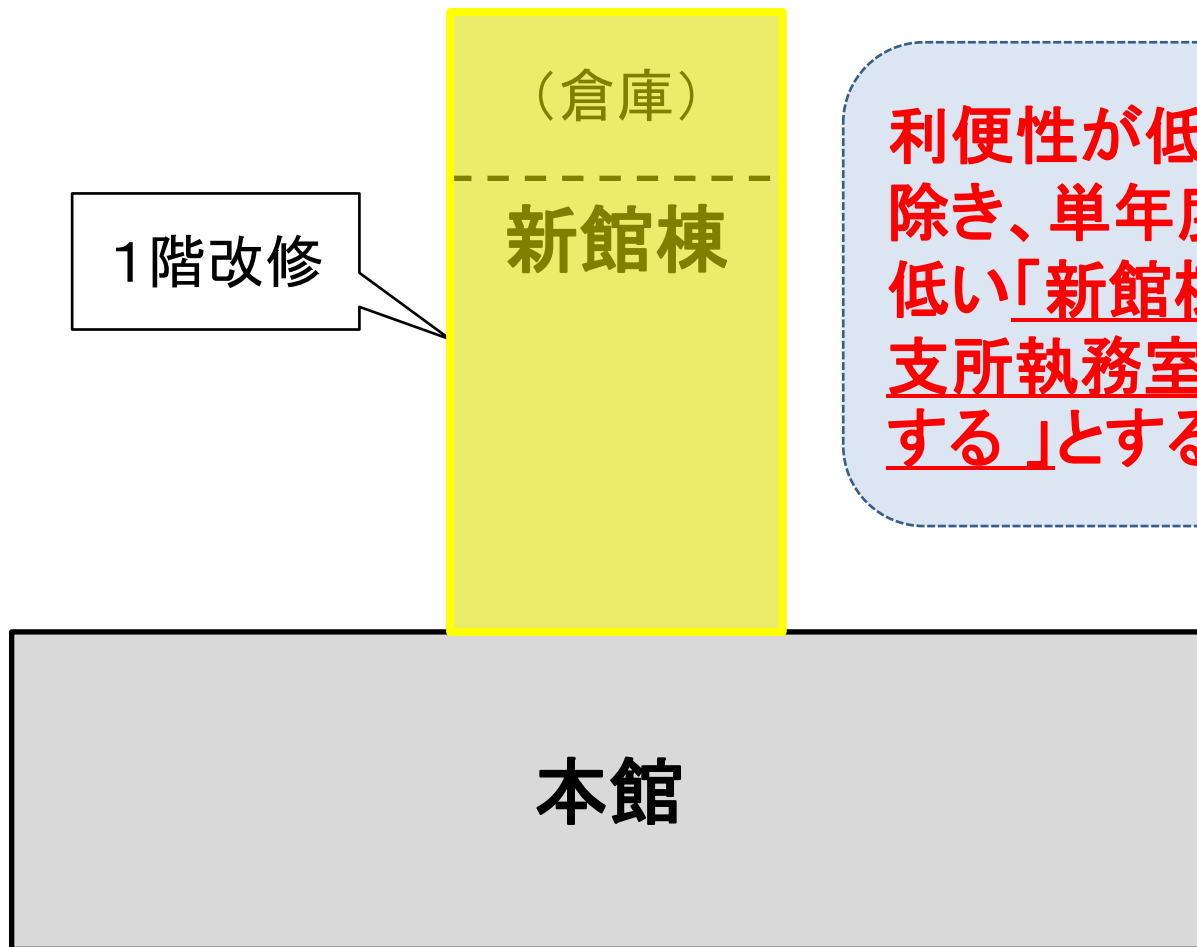 （倉庫）
新館棟
１階改修
利便性が低
除き、単年度
低い「新館棟
支所執務室
する 」とする
本館